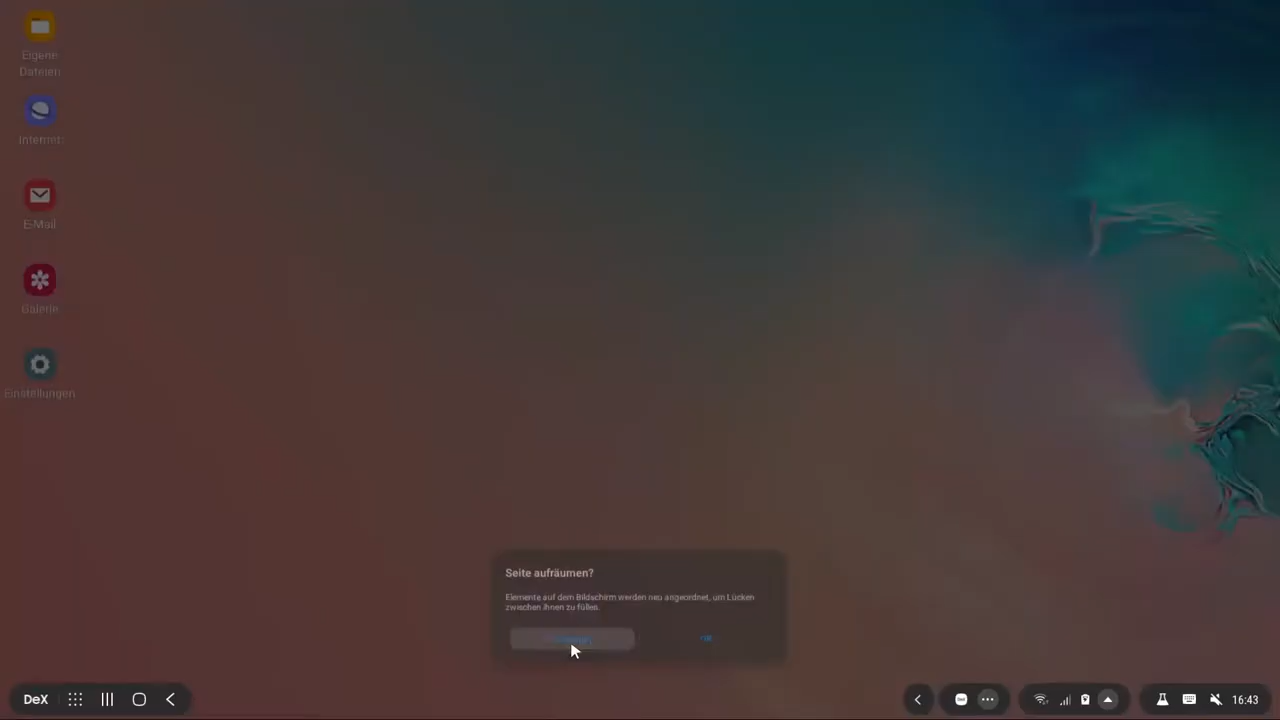 Eigene
Dateien
Internet
E-Mail
Galerie
Einstellungen
Seite aufräumen?
Elemente auf dem Bildschirm werden neu angeordnet, um Lücken
zwischen ihnen zu füllen.
OK
DeX
16:43